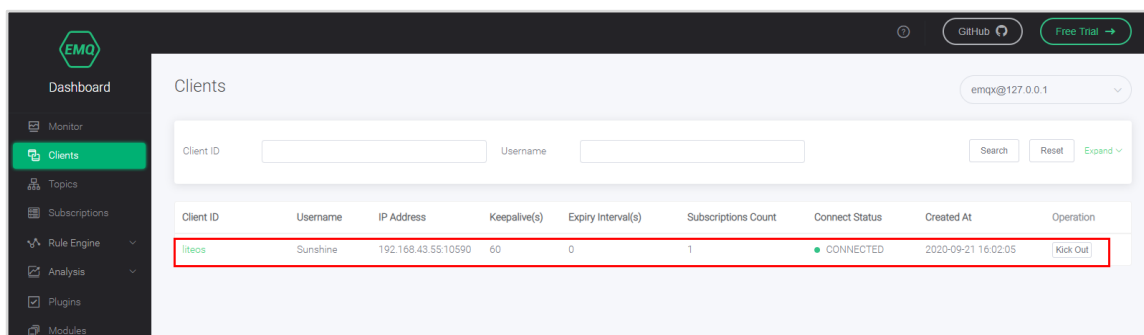 EMQ
Dashboard
Monitor
Clients
Topics
Subscriptions
Rule Engine
Analysis
Plugins
Modules
GitHub
Free Trial →
Clients
emqx@127.0.0.1
Client ID
Username
Search
Reset
Expand
Client ID Username IP Address Keepalive(s) Expiry Interval(s) Subscriptions Count Connect Status Created At Operation
liteos Sunshine 192.168.43.55:10590 60 0 1 CONNECTED 2020-09-21 16:02:05 Kick Out